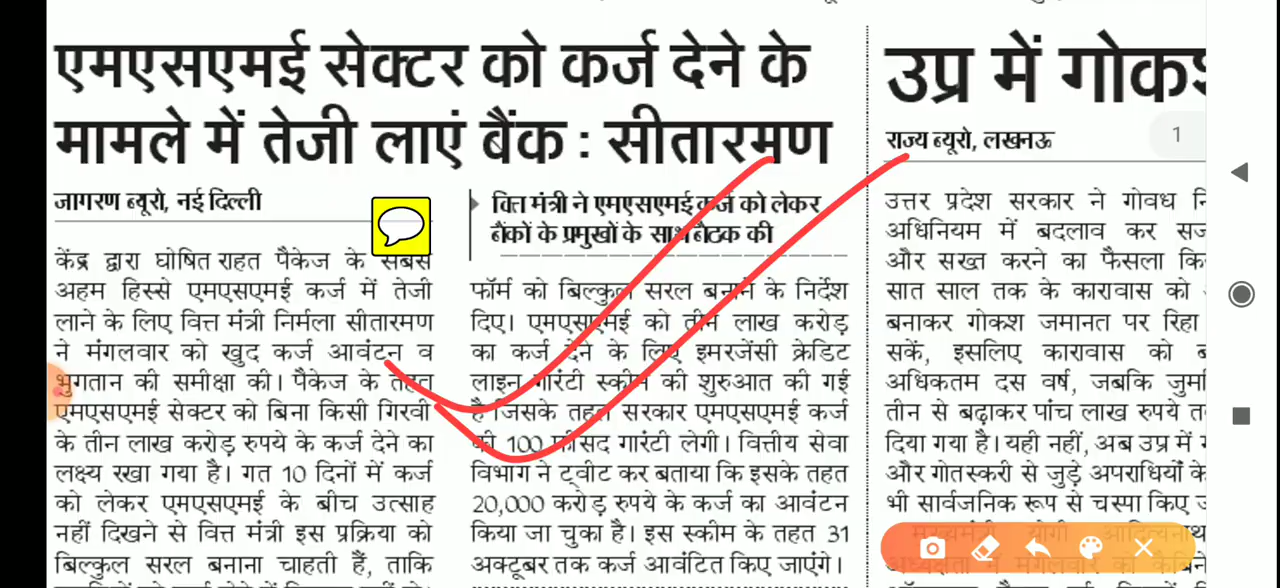 एमएसएमई सेक्टर को कर्ज देने के
मामले में तेजी लाएं बैंक : सीतारमण
जागरण ब्यूरो, नई दिल्ली
केंद्र द्वारा घोषित राहत पैकेज के सबसे
अहम हिस्से एमएसएमई कर्ज में तेजी
लाने के लिए वित्त मंत्री निर्मला सीतारमण
ने मंगलवार को खुद कर्ज आवंटन व
भुगतान की समीक्षा की। पैकेज के तहत
एमएसएमई सेक्टर को बिना किसी गिरवी
के तीन लाख करोड़ रुपये के कर्ज देने का
लक्ष्य रखा गया है। गत 10 दिनों में कर्ज
को लेकर एमएसएमई के बीच उत्साह
नहीं दिखने से वित्त मंत्री इस प्रक्रिया को
बिल्कुल सरल बनाना चाहती हैं, ताकि
वित्त मंत्री ने एमएसएमई कर्ज को लेकर
बैंकों के प्रमुखों के साथ बैठक की
फॉर्म को बिल्कुल सरल बनाने के निर्देश
दिए। एमएसएमई को तीन लाख करोड़
का कर्ज देने के लिए इमरजेंसी क्रेडिट
लाइन गारंटी स्कीम की शुरुआत की गई
है जिसके तहत सरकार एमएसएमई कर्ज
की 100 फीसद गारंटी लेगी। वित्तीय सेवा
विभाग ने ट्वीट कर बताया कि इसके तहत
20,000 करोड़ रुपये के कर्ज का आवंटन
किया जा चुका है। इस स्कीम के तहत 31
अक्टूबर तक कर्ज आवंटित किए जाएंगे।
उप्र में
राज्य ब्यूरो, लखनऊ
1
उत्तर प्रदेश सरकार ने गोवध
अधिनियम में बदलाव कर
और सख्त करने का फैसला
सात साल तक के कारावास को
बनाकर गोकश जमानत पर रिहा
सकें, इसलिए कारावास को
अधिकतम दस वर्ष, जबकि
तीन से बढ़ाकर पांच लाख रुपये
दिया गया है। यही नहीं, अब उप्र में
और गोतस्करी से जुड़े अपराधियों के
भी सार्वजनिक रूप से चस्पा किए